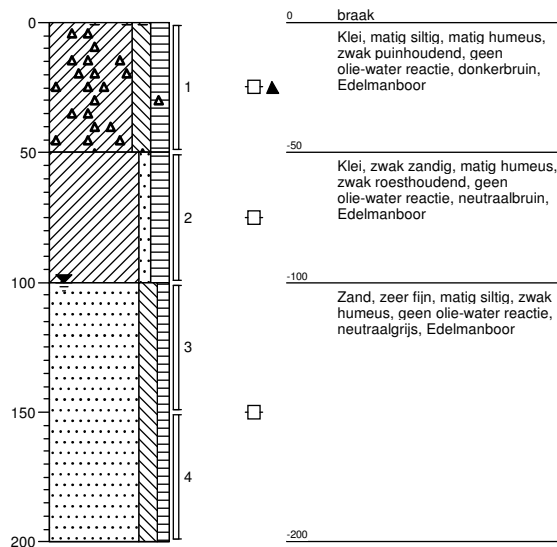 0
50
100
150
200
1
2
3
4
0
braak
Klei, matig siltig, matig humeus,
zwak puinhoudend, geen
olie-water reactie, donkerbruin,
Edelmanboor
-50
Klei, zwak zandig, matig humeus,
zwak roesthoudend, geen
olie-water reactie, neutraalbruin,
Edelmanboor
-100
Zand, zeer fijn, matig siltig, zwak
humeus, geen olie-water reactie,
neutraalgrijs, Edelmanboor
-200